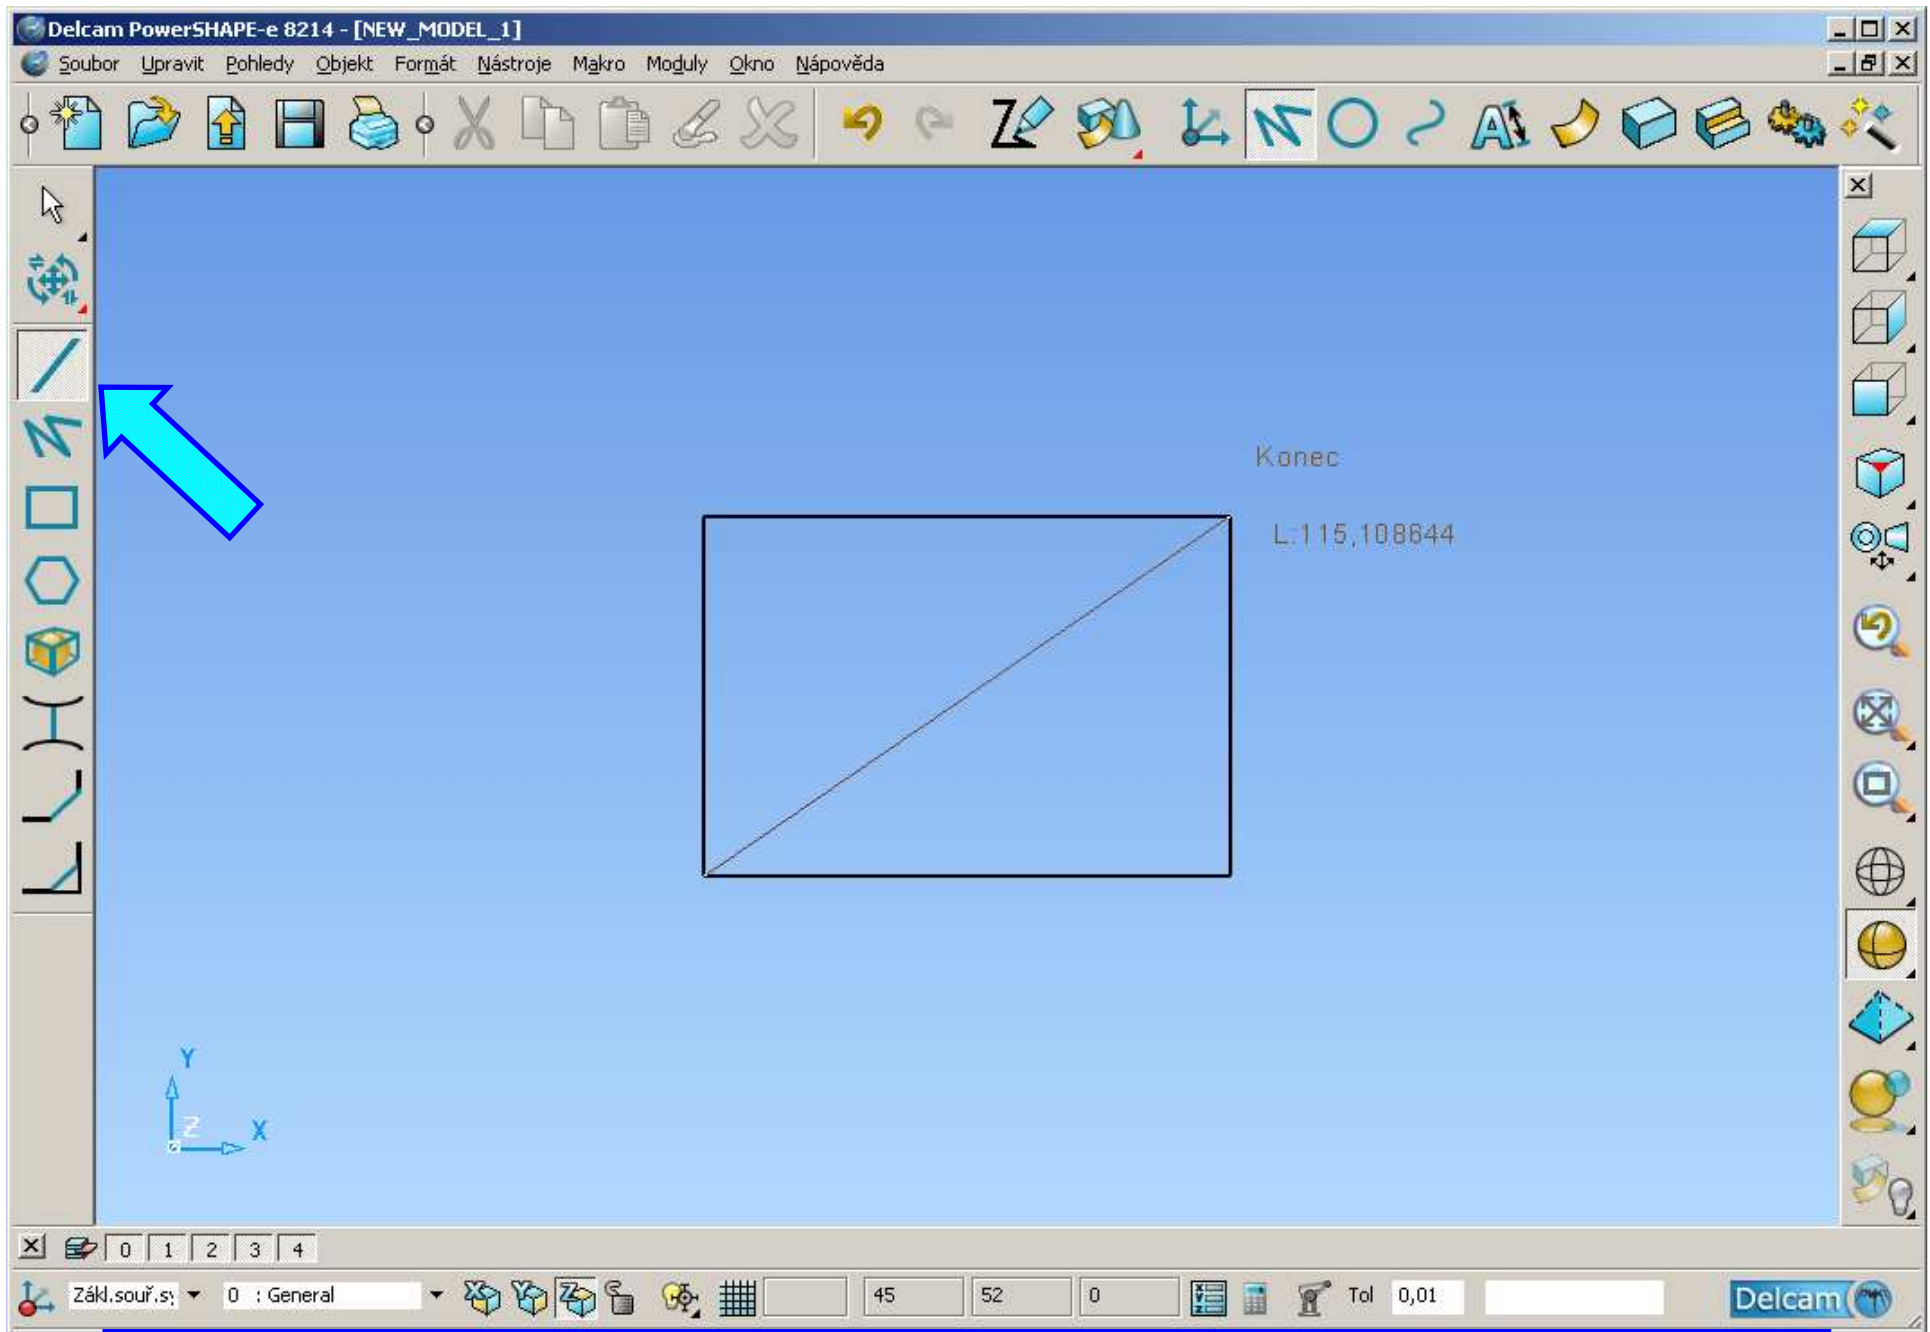 Delcam PowerSHAPE-e 8214 - [NEW_MODEL_1]
Soubor Upravit Pohledy Objekt Formát Nástroje Makro Moduly Okno Nápověda
Konec
L:115,108644
Y
Z X
0 1 2 3 4
Zákl.souř.sy 0 : General 45 52 0 Tol 0,01 Delcam